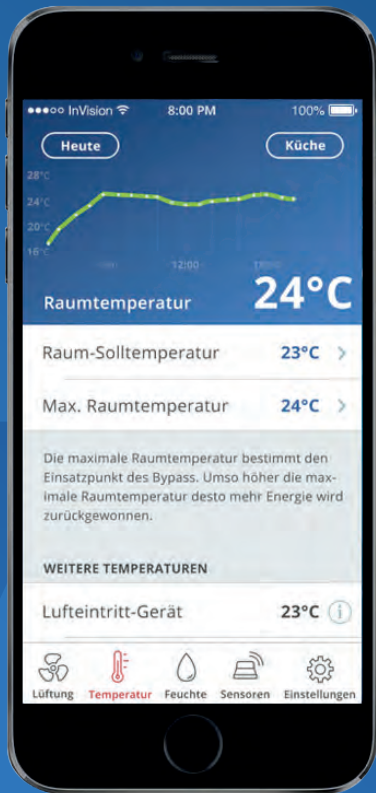 InVision 8:00 PM 100%
Heute Küche
28°C
24°C
20°C
16°C
12:00
Raumtemperatur 24°C
Raum-Solltemperatur 23°C
Max. Raumtemperatur 24°C
Die maximale Raumtemperatur bestimmt den
Einsatzpunkt des Bypass. Umso höher die max-
imale Raumtemperatur desto mehr Energie wird
zurückgewonnen.
WEITERE TEMPERATUREN
Lufteintritt-Gerät 23°C
Lüftung Temperatur Feuchte Sensoren Einstellungen